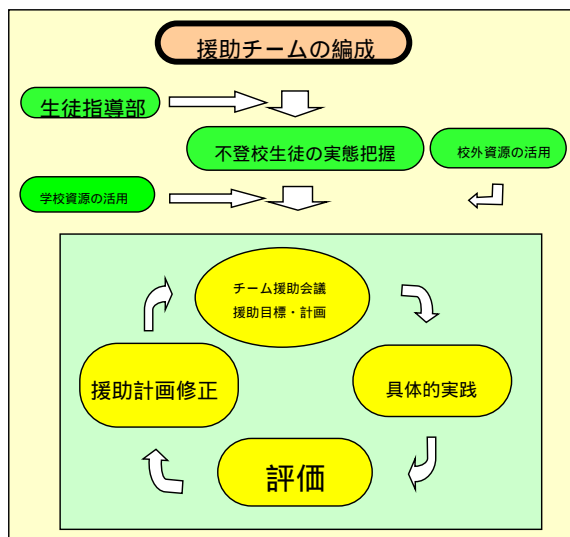 援助チームの編成
生徒指導部
不登校生徒の実態把握
校外資源の活用
学校資源の活用
チーム援助会議
援助目標・計画
援助計画修正
具体的実践
評価